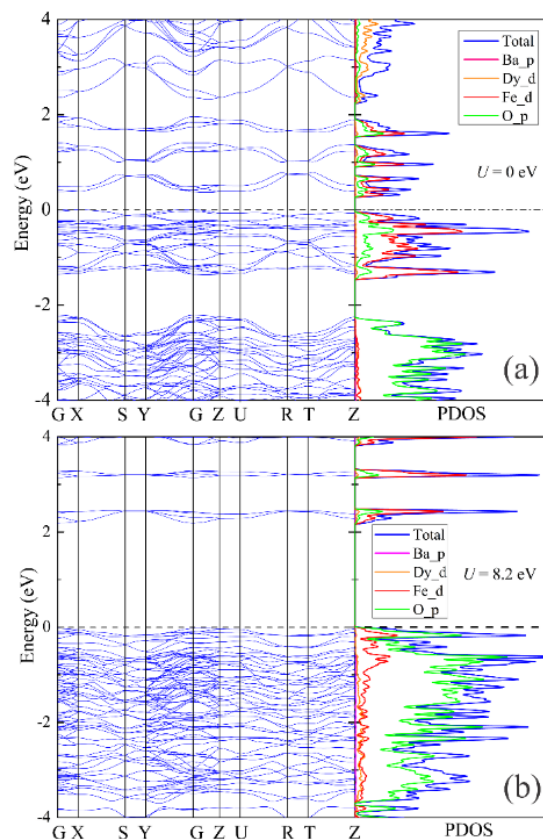 4
2
0
-2
-4
Energy (eV)
Total
Ba_p
Dy_d
Fe_d
O_p
U = 0 eV
(a)
G X S Y G Z U R T Z PDOS
4
2
0
-2
-4
Energy (eV)
Total
Ba_p
Dy_d
Fe_d
O_p
U = 8.2 eV
(b)
G X S Y G Z U R T Z PDOS